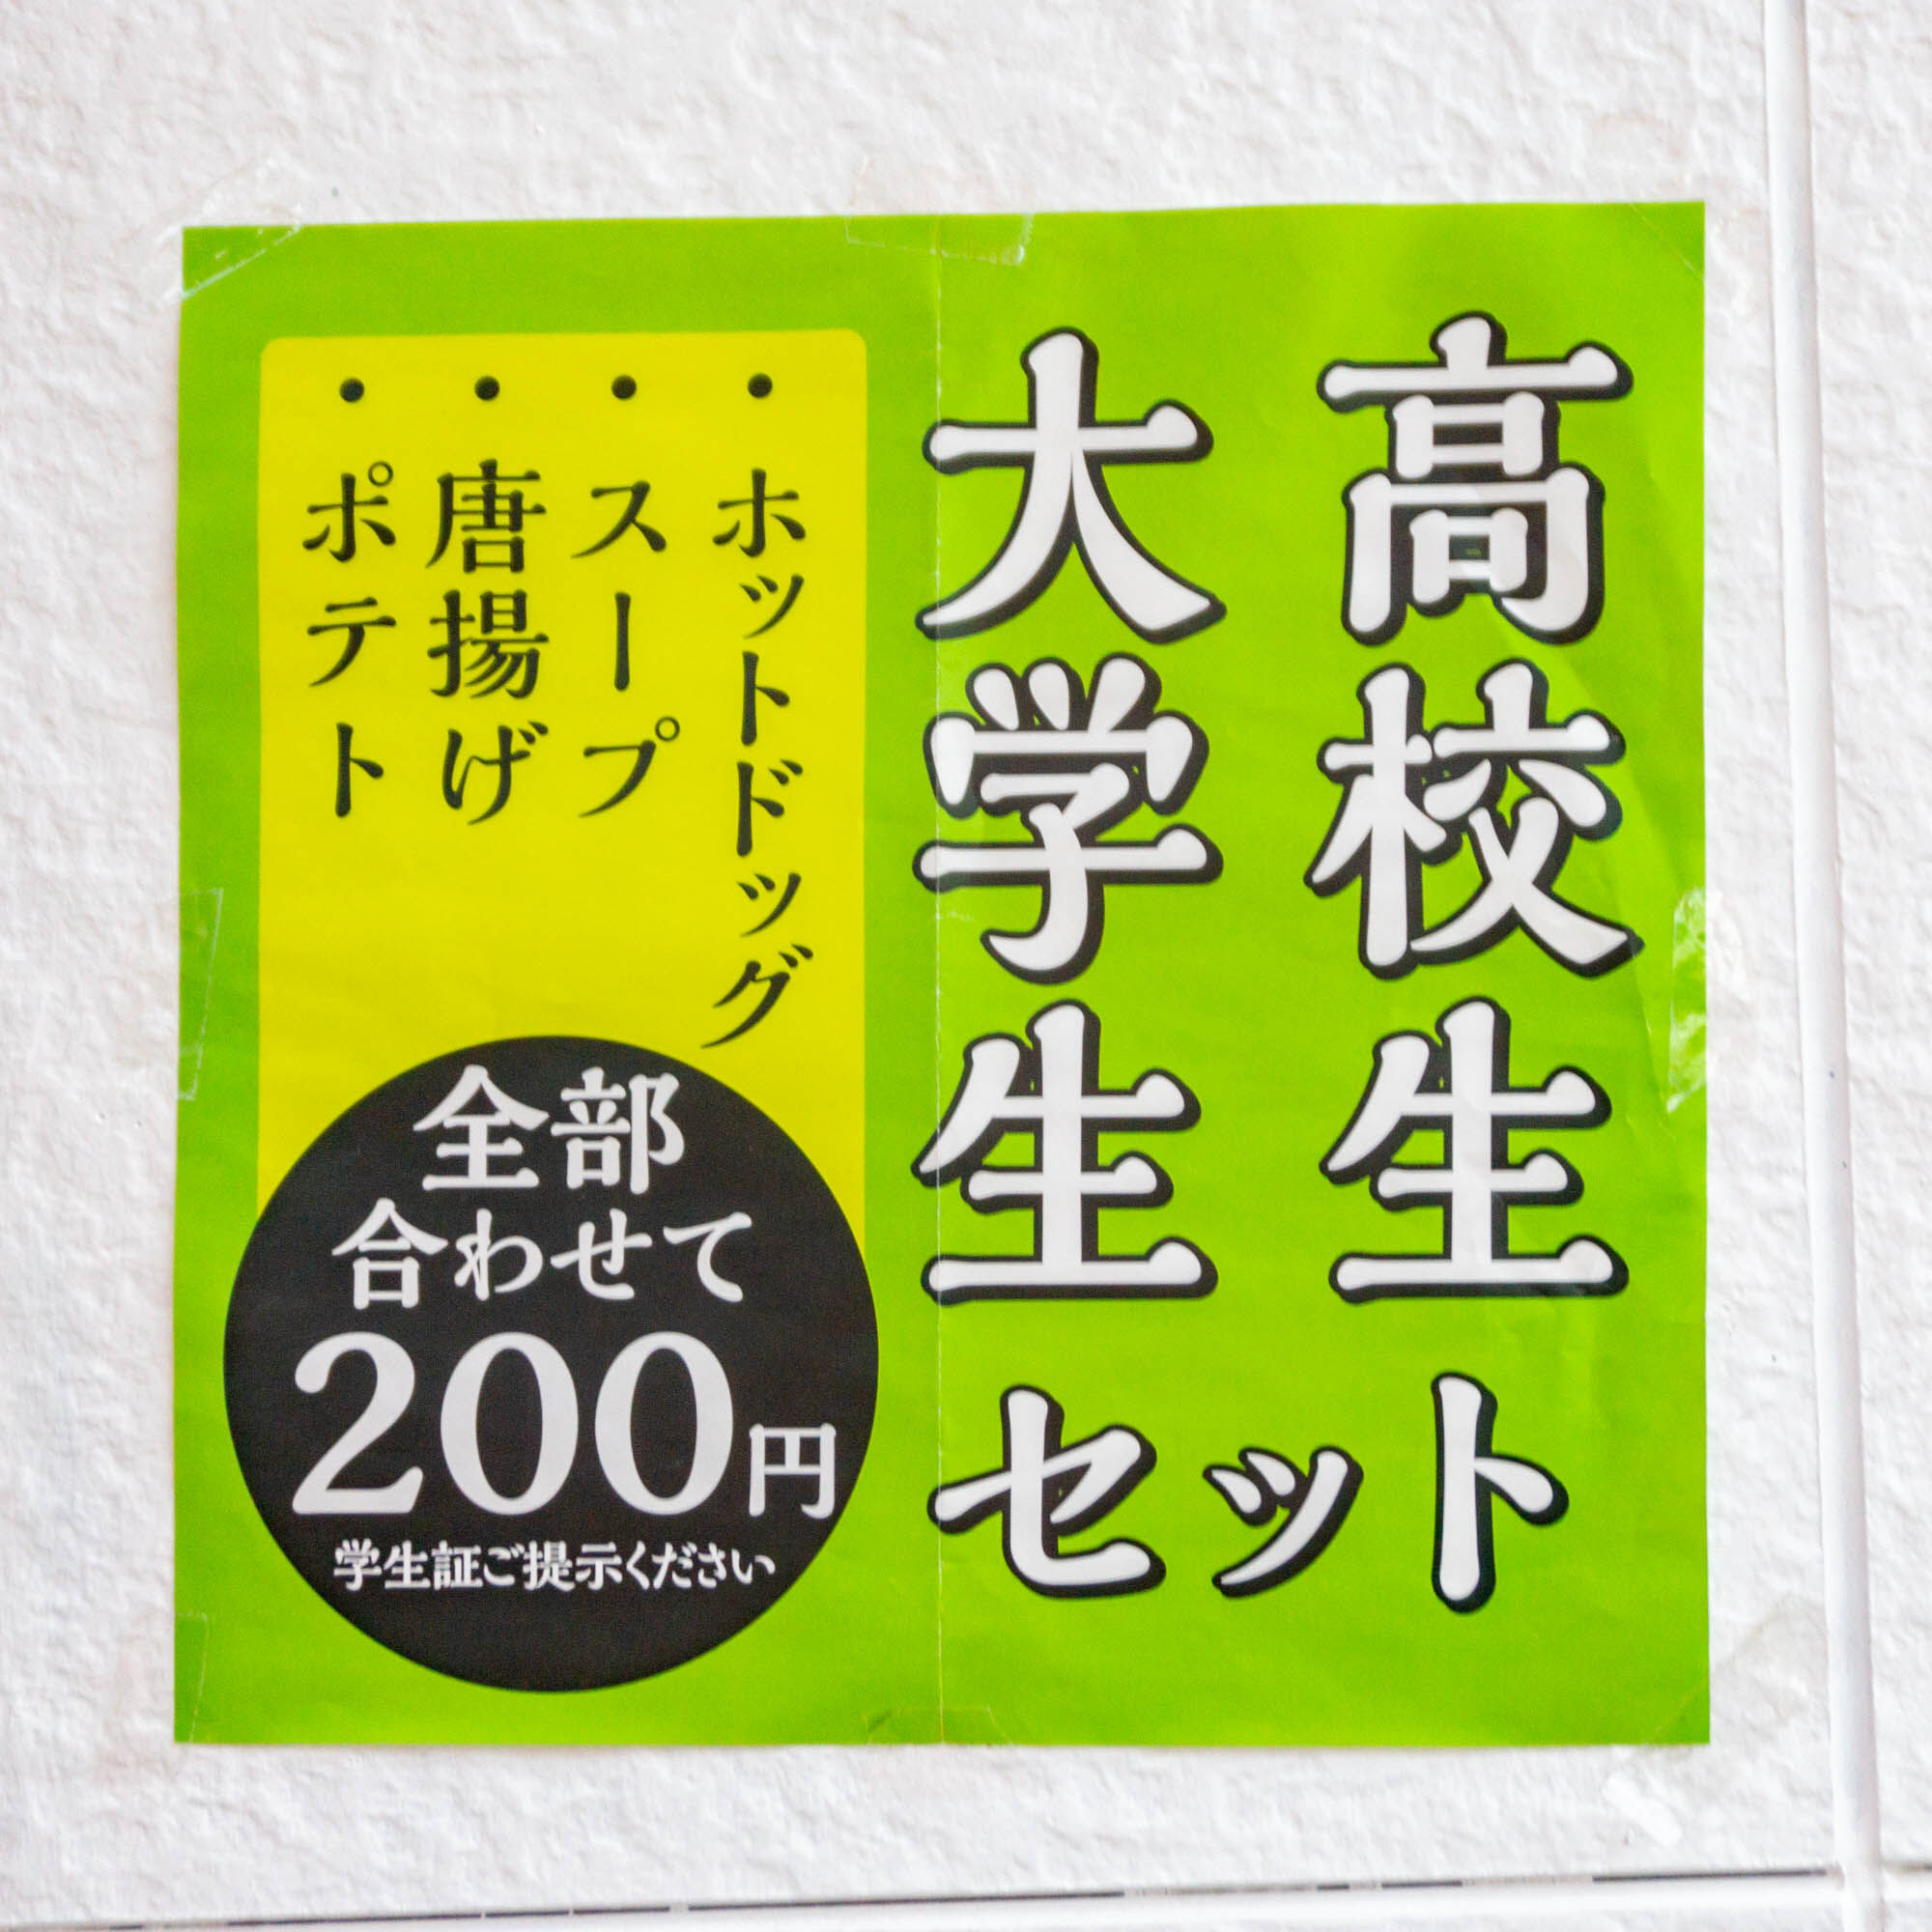 高校生
大学生
セット
・ホットドッグ
・スープ
・唐揚げ
・ポテト
全部
合わせて
200円
学生証ご提示ください